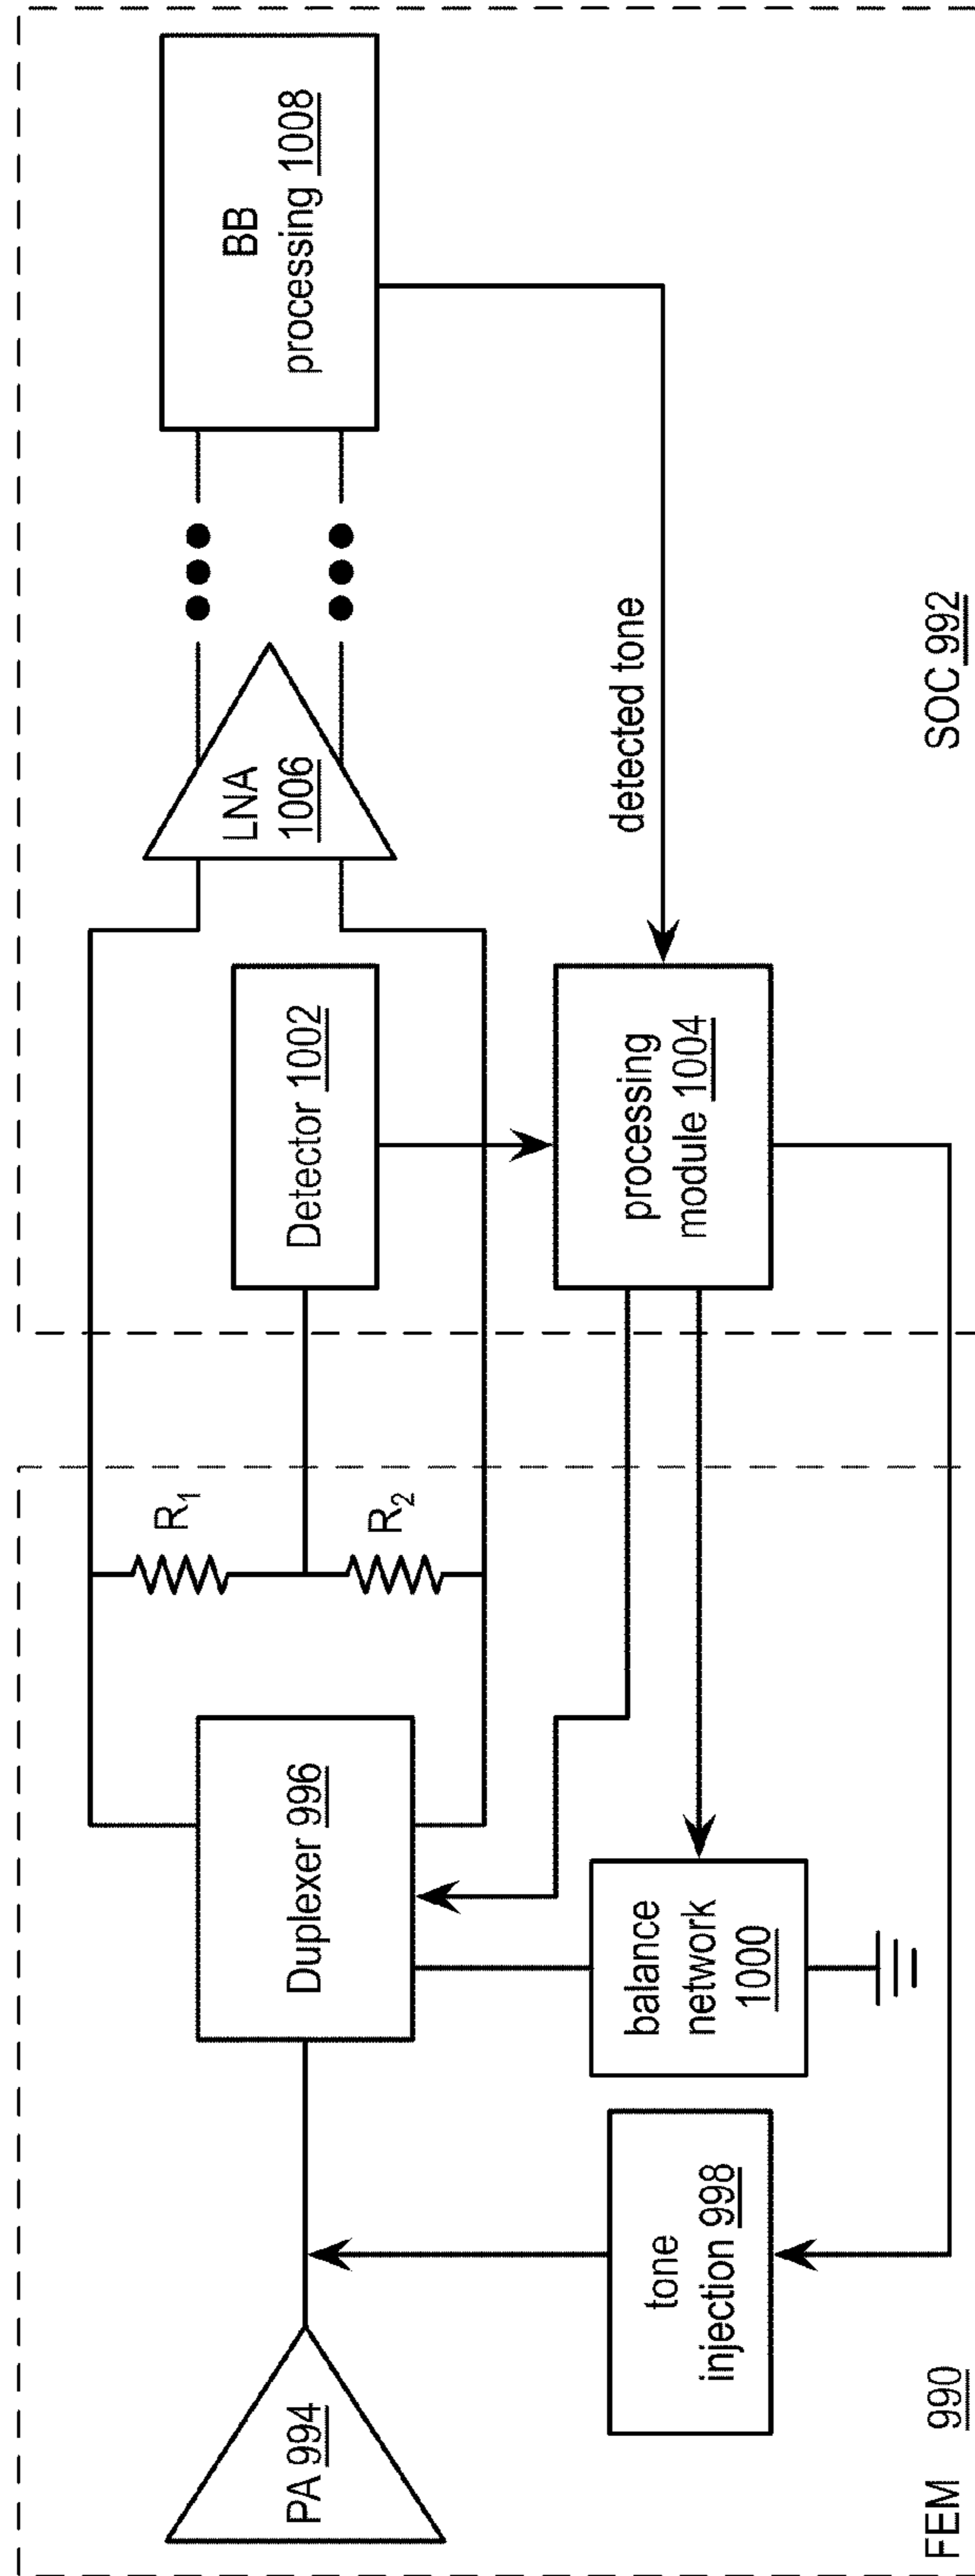 PA 994
tone
injection 998
FEM 990
Duplexer 996
balance
network
1000
R1
R2
Detector 1002
processing
module 1004
LNA
1006
detected tone
BB
processing 1008
SOC 992